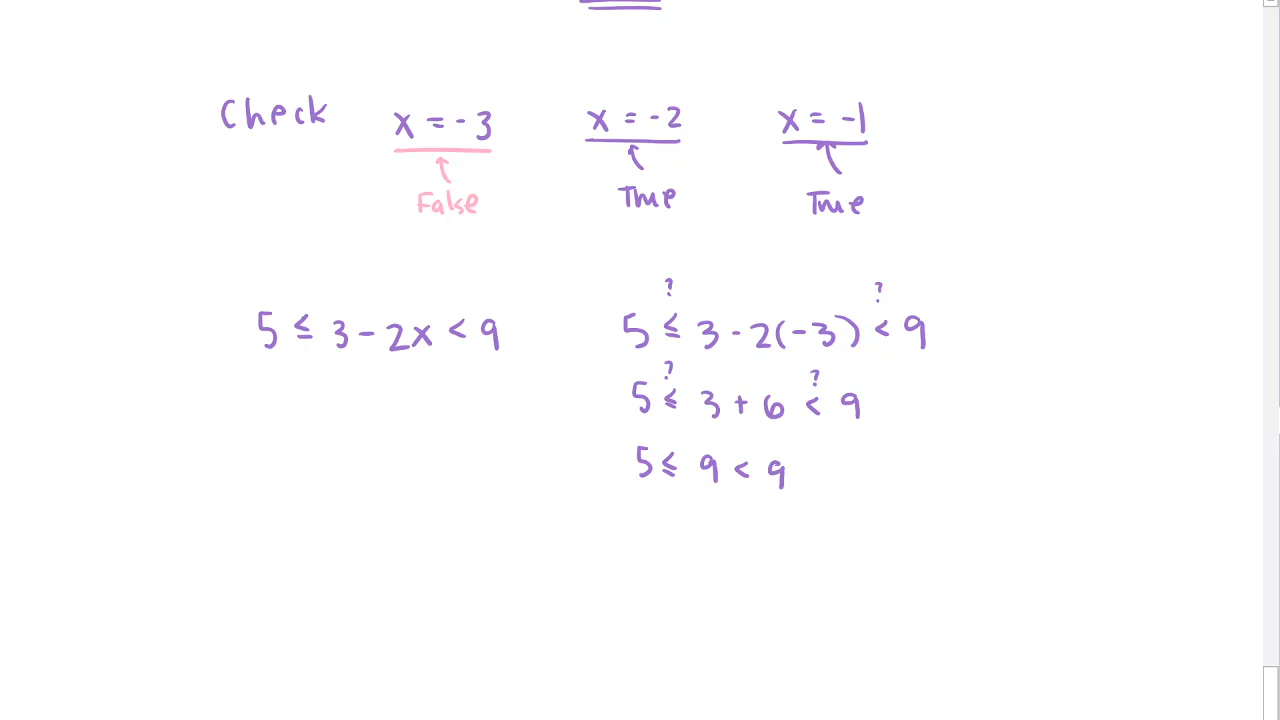 Check x = -3 x = -2 x = -1
False True True
? ?
5 ≤ 3 - 2x < 9 5 ≤ 3 - 2(-3) < 9
? ?
5 ≤ 3 + 6 < 9
5 ≤ 9 < 9